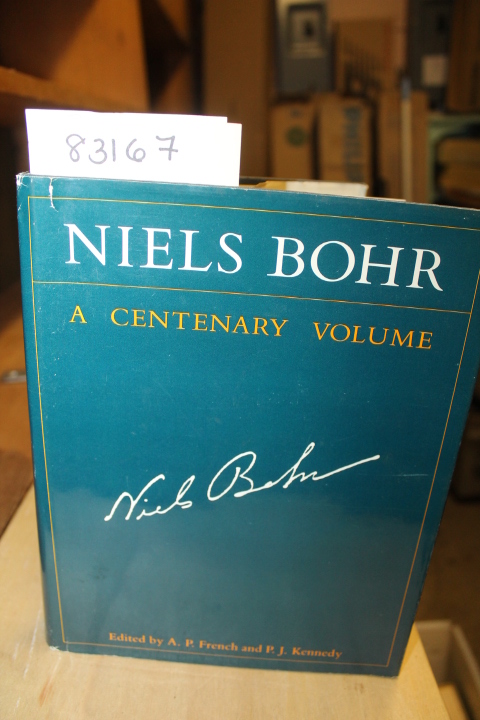 83167
NIELS BOHR
A CENTENARY VOLUME
Niels Bohr
Edited by A. P. French and P. J. Kennedy